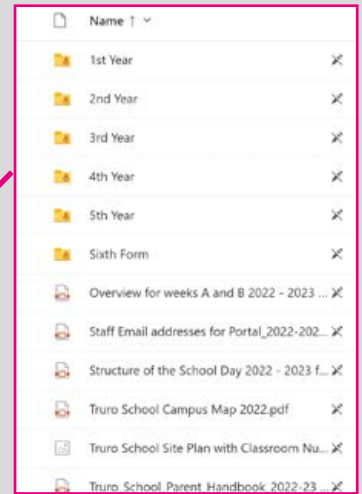 Name ↑
1st Year
2nd Year
3rd Year
4th Year
5th Year
Sixth Form
Overview for weeks A and B 2022 - 2023 ...
Staff Email addresses for Portal_2022-202...
Structure of the School Day 2022 - 2023 f...
Truro School Campus Map 2022.pdf
Truro School Site Plan with Classroom Nu...
Truro School Parent Handbook 2022-23 ...